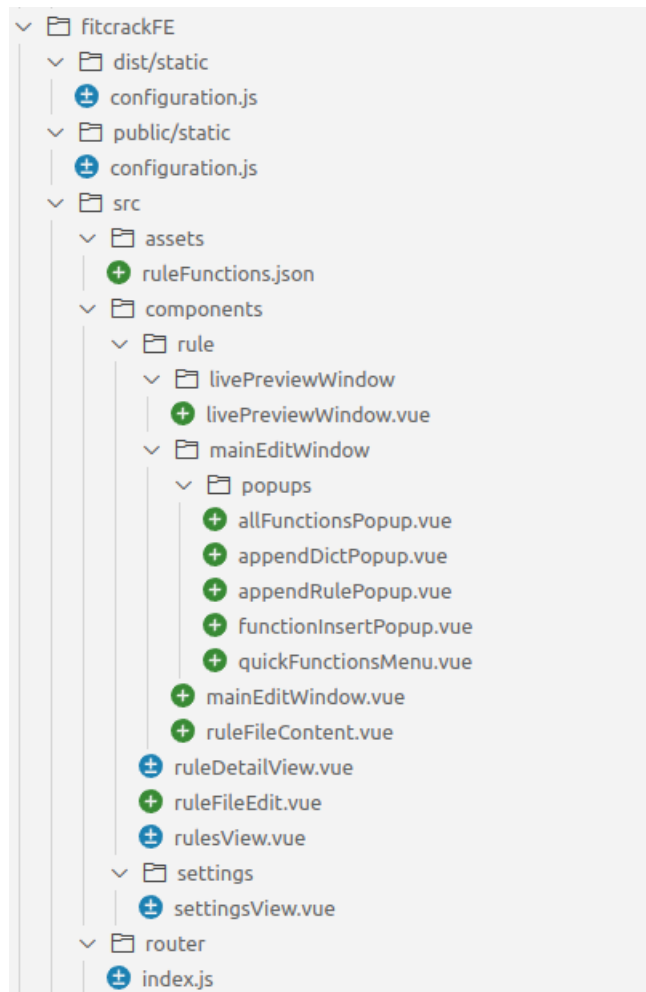 fitcrackFE
dist/static
configuration.js
public/static
configuration.js
src
assets
ruleFunctions.json
components
rule
livePreviewWindow
livePreviewWindow.vue
mainEditWindow
popups
allFunctionsPopup.vue
appendDictPopup.vue
appendRulePopup.vue
functionInsertPopup.vue
quickFunctionsMenu.vue
mainEditWindow.vue
ruleFileContent.vue
ruleDetailView.vue
ruleFileEdit.vue
rulesView.vue
settings
settingsView.vue
router
index.js